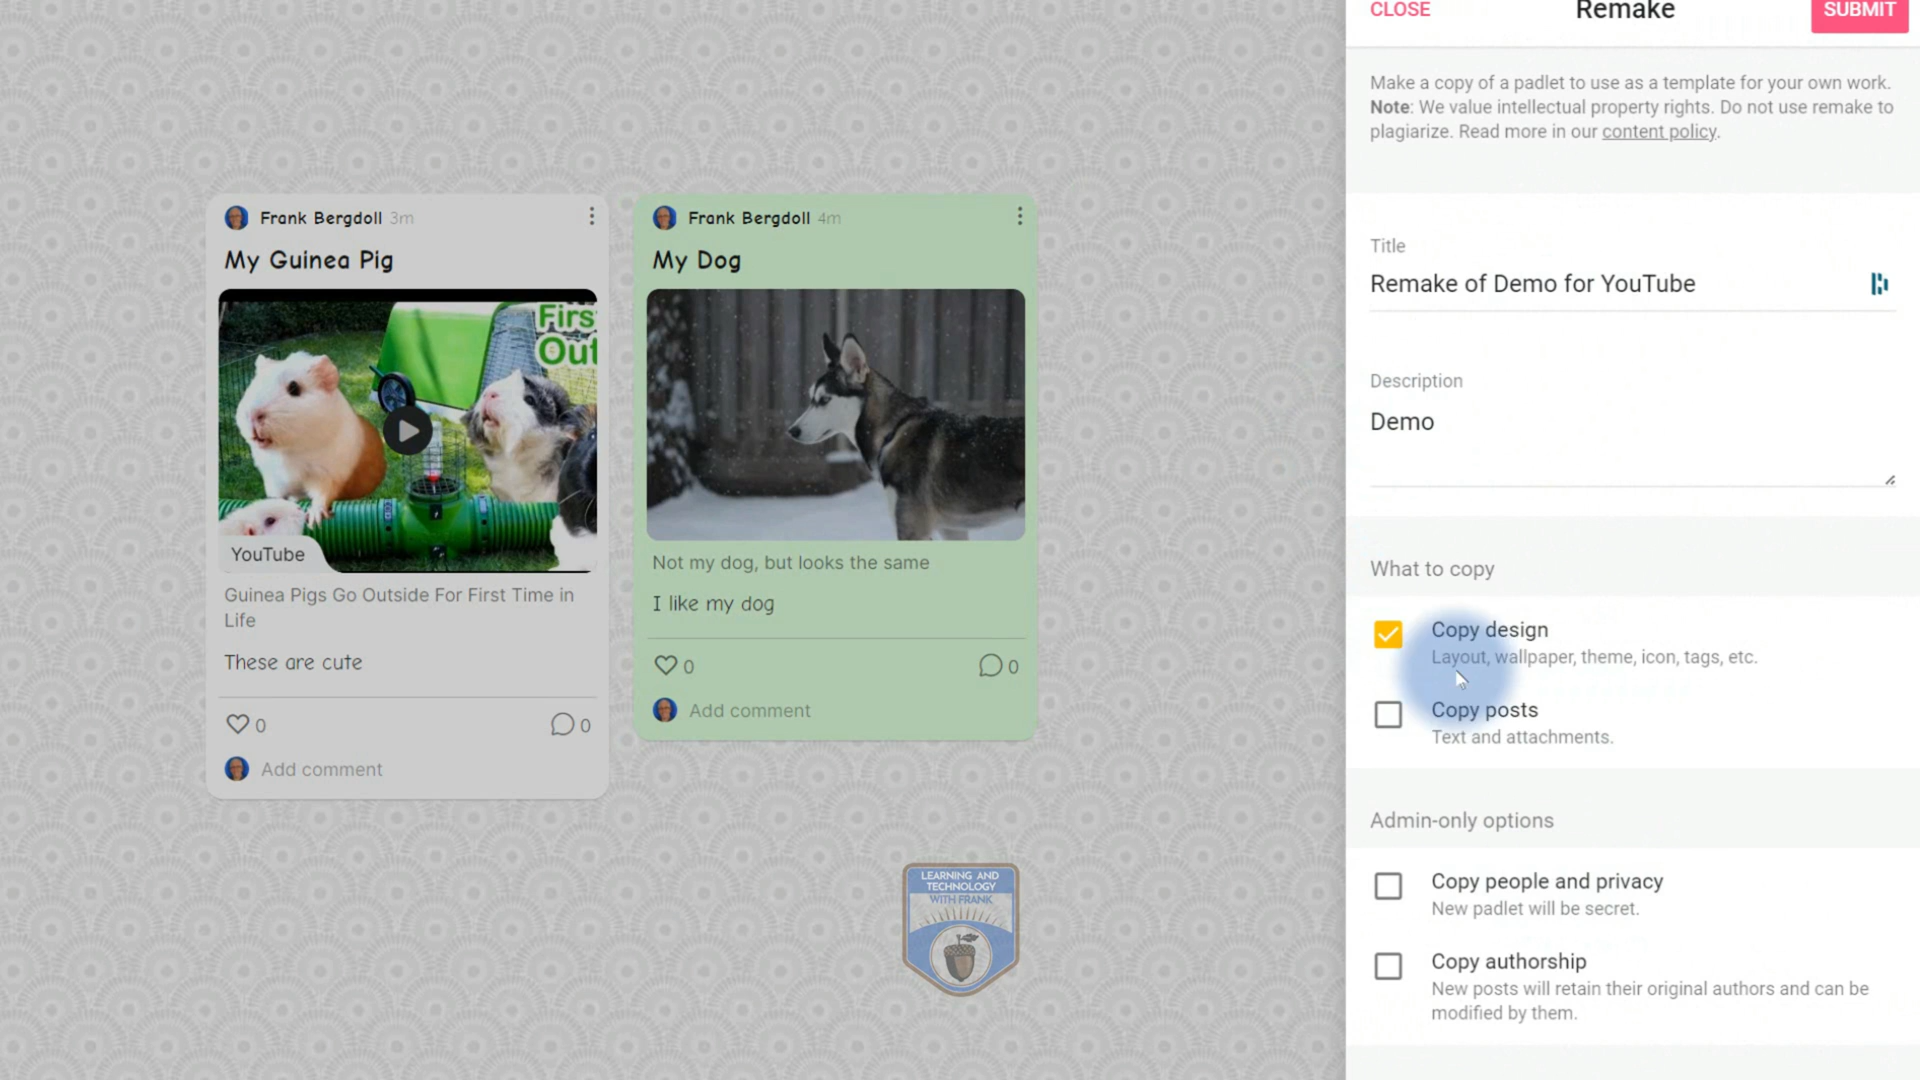 CLOSE
Remake
SUBMIT
Make a copy of a padlet to use as a template for your own work.
Note: We value intellectual property rights. Do not use remake to
plagiarize. Read more in our content policy.
Title
Remake of Demo for YouTube
Description
Demo
What to copy
Copy design
Layout, wallpaper, theme, icon, tags, etc.
Copy posts
Text and attachments.
Admin-only options
Copy people and privacy
New padlet will be secret.
Copy authorship
New posts will retain their original authors and can be
modified by them.
Frank Bergdoll 3m
My Guinea Pig
YouTube
Guinea Pigs Go Outside For First Time in
Life
These are cute
0
0
Add comment
Frank Bergdoll 4m
My Dog
Not my dog, but looks the same
I like my dog
0
0
Add comment
LEARNING AND
TECHNOLOGY
WITH FRANK